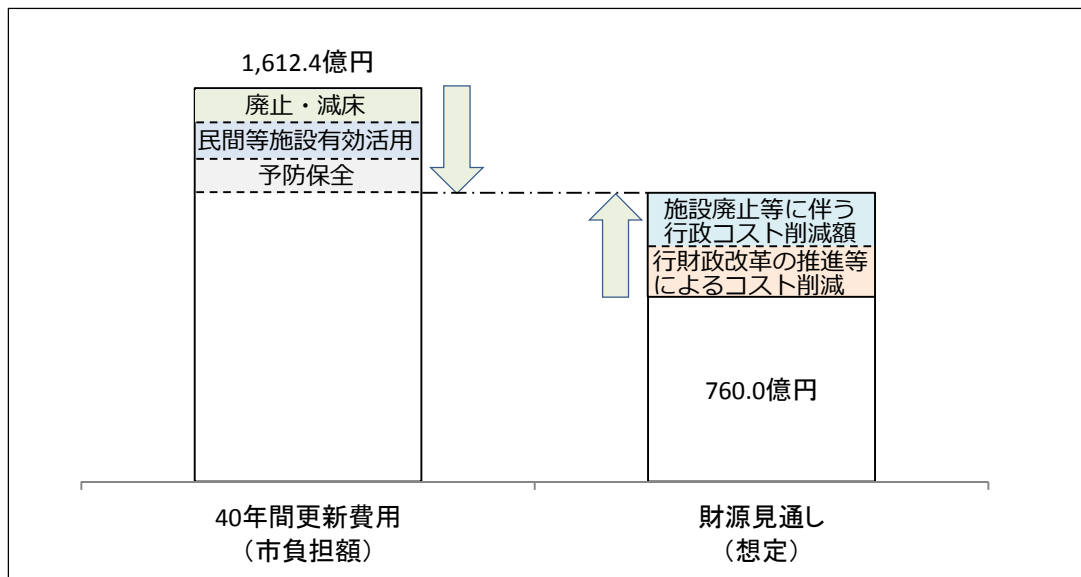 1,612.4億円
廃止・減床
民間等施設有効活用
予防保全
施設廃止等に伴う
行政コスト削減額
行財政改革の推進等
によるコスト削減
760.0億円
40年間更新費用
（市負担額）
財源見通し
（想定）